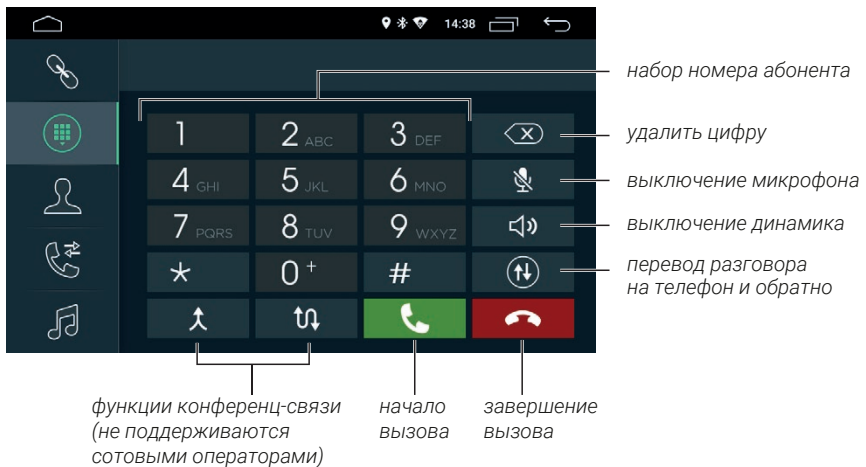 14:38
набор номера абонента
1 2 ABC 3 DEF
удалить цифру
4 GHI 5 JKL 6 MNO
выключение микрофона
7 PQRS 8 TUV 9 WXYZ
выключение динамика
* 0 + #
перевод разговора
на телефон и обратно
функции конференц-связи
(не поддерживаются
сотовыми операторами)
начало
вызова
завершение
вызова